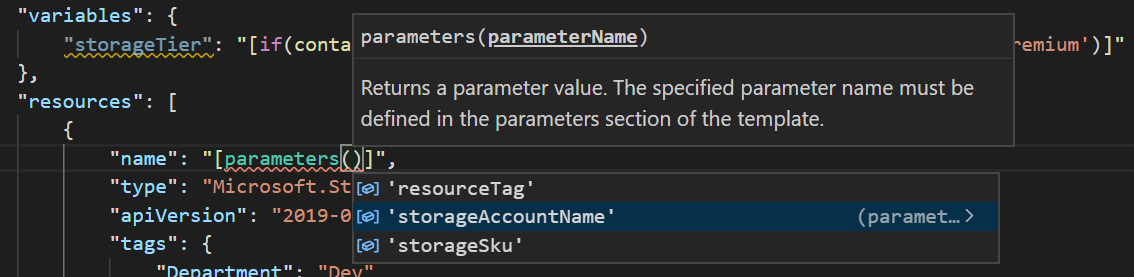 "variables": {
"storageTier": "[if(conta
remium')]"
},
"resources": [
{
"name": "[parameters()]",
"type": "Microsoft.St
"apiVersion": "2019-0
"tags": {
"Department": "Dev"
parameters(parameterName)
Returns a parameter value. The specified parameter name must be
defined in the parameters section of the template.
'resourceTag'
'storageAccountName' (paramet…>
'storageSku'